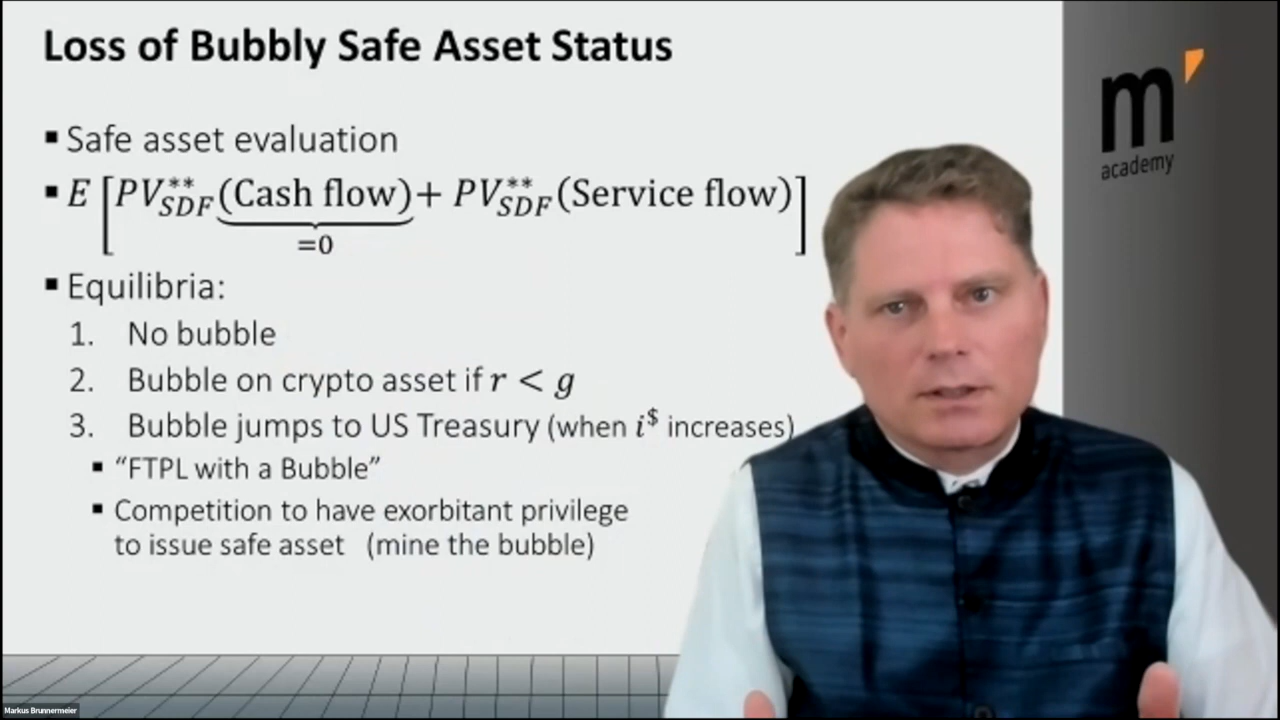 Loss of Bubbly Safe Asset Status
m'
academy
▪ Safe asset evaluation
▪ E [PV**SDF (Cash flow) + PV**SDF (Service flow)]
=0
▪ Equilibria:
1. No bubble
2. Bubble on crypto asset if r < g
3. Bubble jumps to US Treasury (when i$ increases)
▪ “FTPL with a Bubble”
▪ Competition to have exorbitant privilege
to issue safe asset (mine the bubble)
Markus Brunnermeier